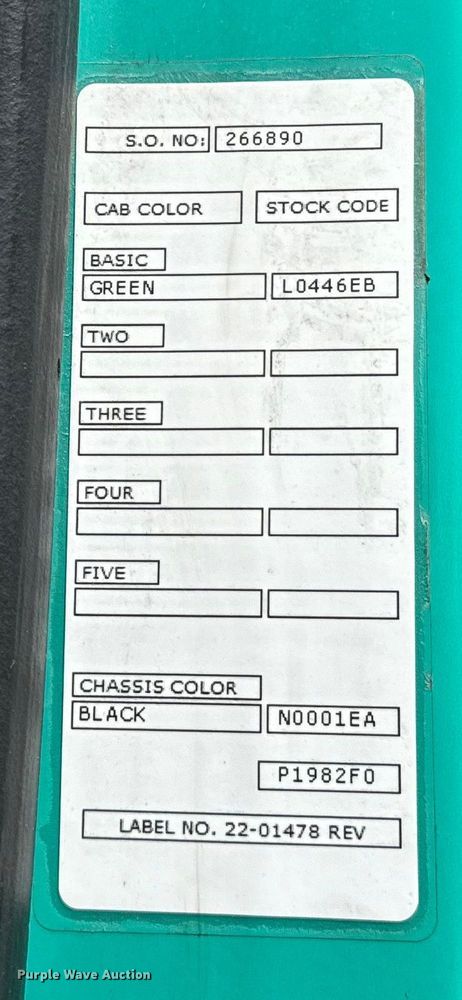 S.O. NO: 266890
CAB COLOR STOCK CODE
BASIC
GREEN L0446EB
TWO
THREE
FOUR
FIVE
CHASSIS COLOR
BLACK N0001EA
P1982F0
LABEL NO. 22-01478 REV
Purple Wave Auction